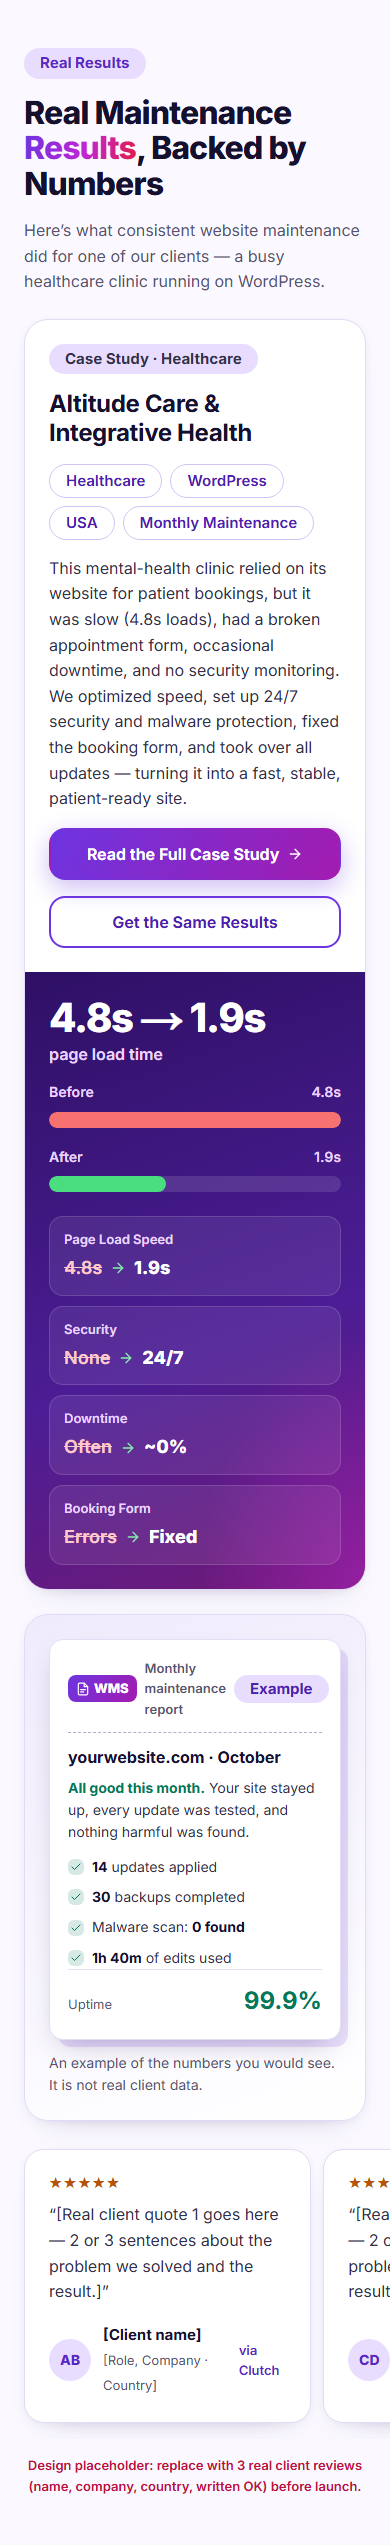 Real Results
Real Maintenance
Results, Backed by
Numbers
Here’s what consistent website maintenance
did for one of our clients — a busy
healthcare clinic running on WordPress.
Case Study · Healthcare
Altitude Care &
Integrative Health
Healthcare
WordPress
USA
Monthly Maintenance
This mental-health clinic relied on its
website for patient bookings, but it
was slow (4.8s loads), had a broken
appointment form, occasional
downtime, and no security monitoring.
We optimized speed, set up 24/7
security and malware protection, fixed
the booking form, and took over all
updates — turning it into a fast, stable,
patient-ready site.
Read the Full Case Study →
Get the Same Results
4.8s → 1.9s
page load time
Before 4.8s
After 1.9s
Page Load Speed
4.8s → 1.9s
Security
None → 24/7
Downtime
Often → ~0%
Booking Form
Errors → Fixed
WMS
Monthly
maintenance
report
Example
yourwebsite.com · October
All good this month. Your site stayed
up, every update was tested, and
nothing harmful was found.
14 updates applied
30 backups completed
Malware scan: 0 found
1h 40m of edits used
Uptime 99.9%
An example of the numbers you would see.
It is not real client data.
★★★★★
“[Real client quote 1 goes here
— 2 or 3 sentences about the
problem we solved and the
result.]”
AB
[Client name]
[Role, Company ·
Country]
via
Clutch
★★★
“[Rea
— 2 o
proble
result
CD
Design placeholder: replace with 3 real client reviews
(name, company, country, written OK) before launch.